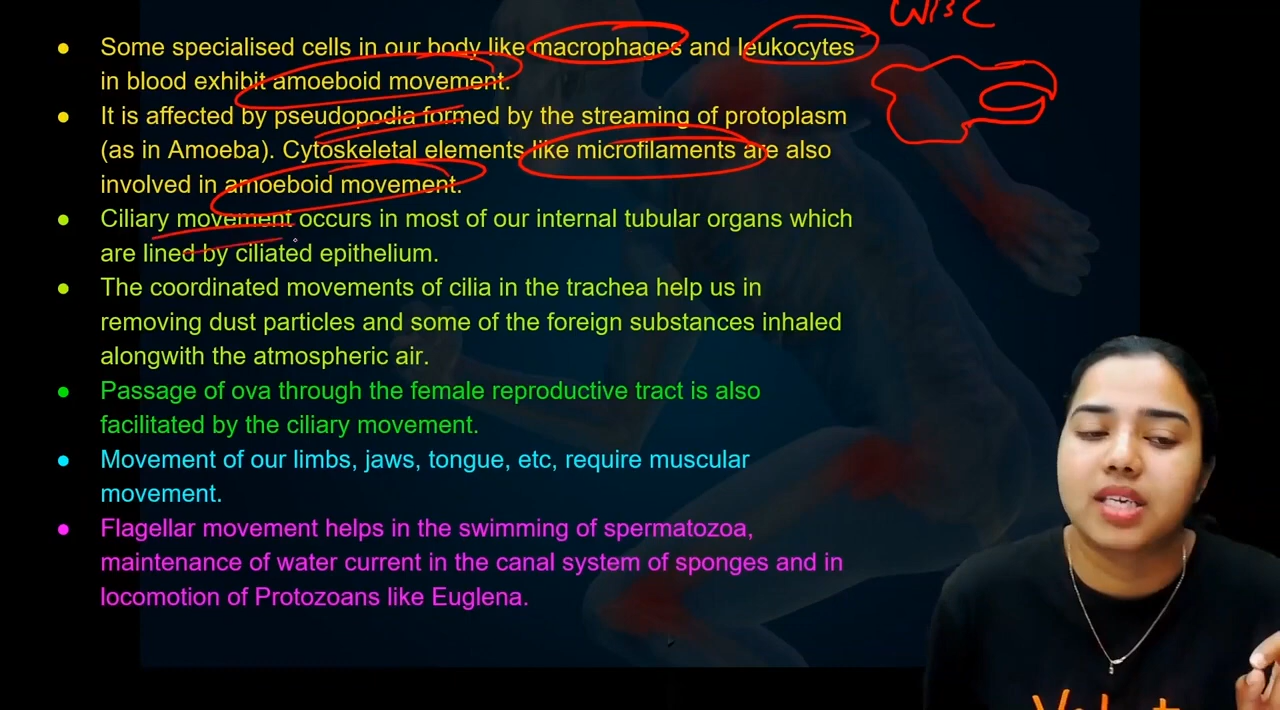 WBC
● Some specialised cells in our body like macrophages and leukocytes
in blood exhibit amoeboid movement.
● It is affected by pseudopodia formed by the streaming of protoplasm
(as in Amoeba). Cytoskeletal elements like microfilaments are also
involved in amoeboid movement.
● Ciliary movement occurs in most of our internal tubular organs which
are lined by ciliated epithelium.
● The coordinated movements of cilia in the trachea help us in
removing dust particles and some of the foreign substances inhaled
alongwith the atmospheric air.
● Passage of ova through the female reproductive tract is also
facilitated by the ciliary movement.
● Movement of our limbs, jaws, tongue, etc, require muscular
movement.
● Flagellar movement helps in the swimming of spermatozoa,
maintenance of water current in the canal system of sponges and in
locomotion of Protozoans like Euglena.